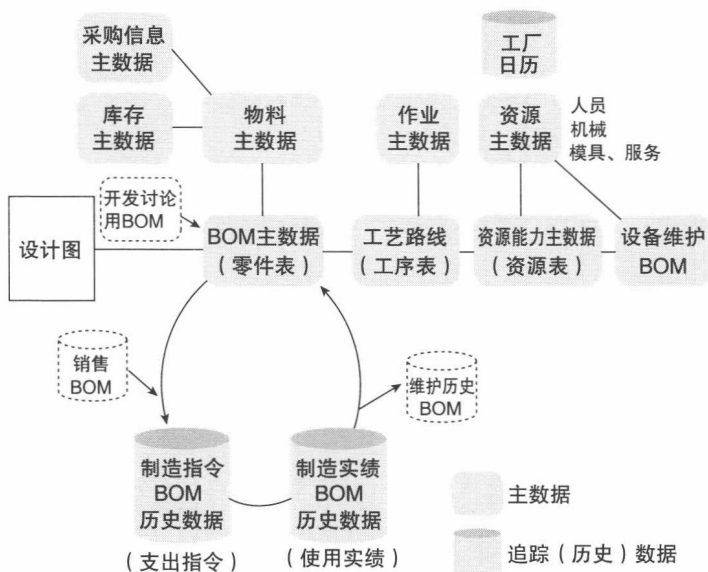 采购信息
主数据
工厂
日历
库存
主数据
物料
主数据
作业
主数据
资源
主数据
人员
机械
模具、服务
开发讨论
用BOM
设计图
BOM主数据
（零件表）
工艺路线
（工序表）
资源能力主数据
（资源表）
设备维护
BOM
销售
BOM
维护历史
BOM
制造指令
BOM
历史数据
（支出指令）
制造实绩
BOM
历史数据
（使用实绩）
主数据
追踪（历史）数据